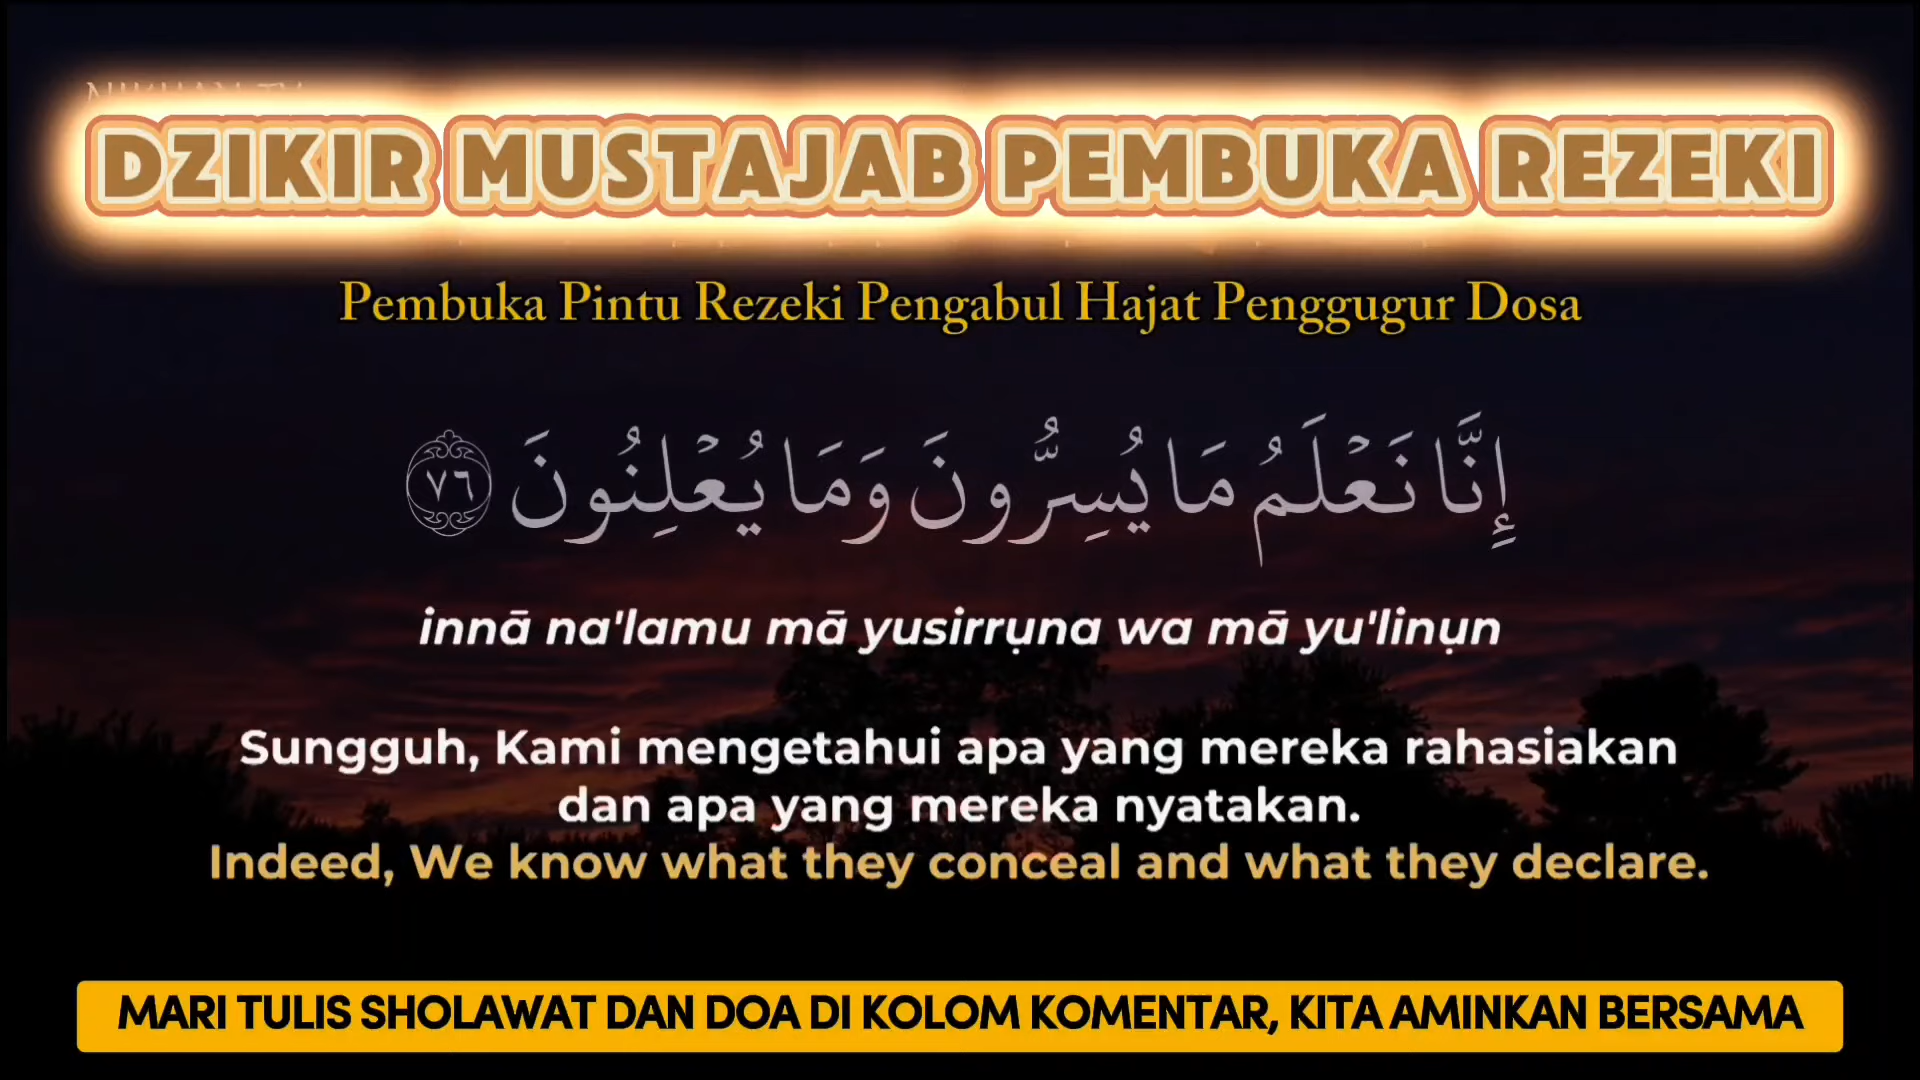 DZIKIR MUSTAJAB PEMBUKA REZEKI
Pembuka Pintu Rezeki Pengabul Hajat Penggugur Dosa
إِنَّا نَعْلَمُ مَا يُسِرُّونَ وَمَا يُعْلِنُونَ ٧٦
innā na'lamu mā yusirrụna wa mā yu'linụn
Sungguh, Kami mengetahui apa yang mereka rahasiakan
dan apa yang mereka nyatakan.
Indeed, We know what they conceal and what they declare.
MARI TULIS SHOLAWAT DAN DOA DI KOLOM KOMENTAR, KITA AMINKAN BERSAMA